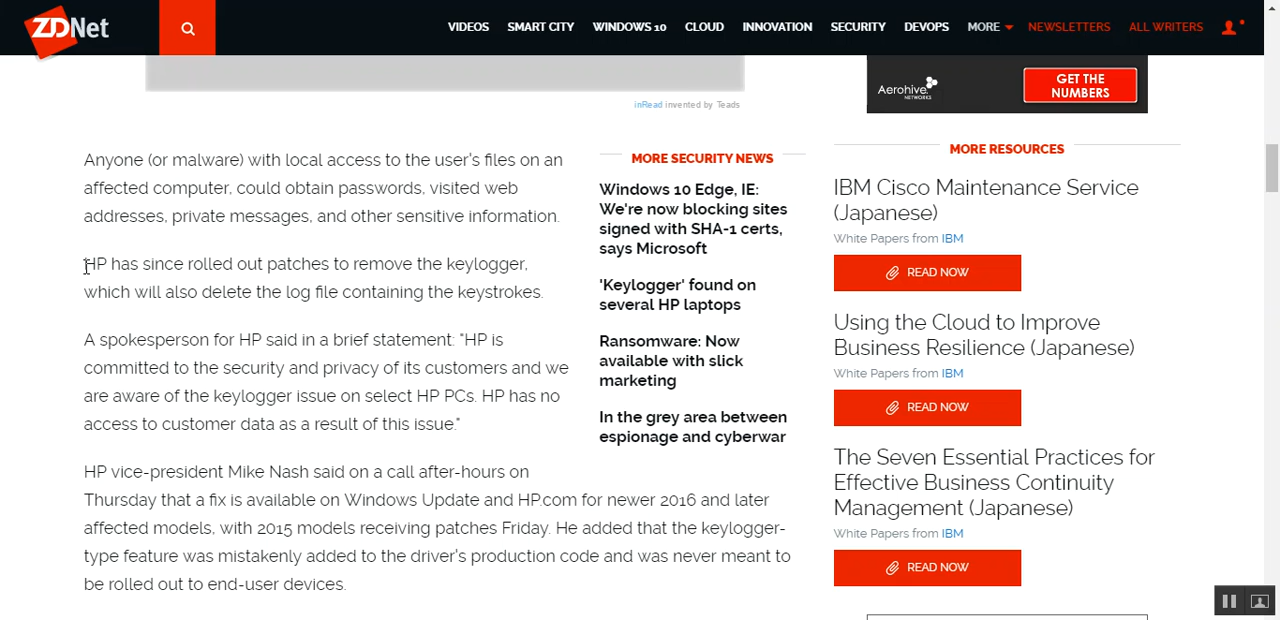 ZDNet
VIDEOS SMART CITY WINDOWS 10 CLOUD INNOVATION SECURITY DEVOPS MORE NEWSLETTERS ALL WRITERS
Aerohive NETWORKS
GET THE
NUMBERS
inRead invented by Teads
Anyone (or malware) with local access to the user's files on an
affected computer, could obtain passwords, visited web
addresses, private messages, and other sensitive information.
HP has since rolled out patches to remove the keylogger,
which will also delete the log file containing the keystrokes.
A spokesperson for HP said in a brief statement: "HP is
committed to the security and privacy of its customers and we
are aware of the keylogger issue on select HP PCs. HP has no
access to customer data as a result of this issue."
HP vice-president Mike Nash said on a call after-hours on
Thursday that a fix is available on Windows Update and HP.com for newer 2016 and later
affected models, with 2015 models receiving patches Friday. He added that the keylogger-
type feature was mistakenly added to the driver's production code and was never meant to
be rolled out to end-user devices.
MORE SECURITY NEWS
Windows 10 Edge, IE:
We're now blocking sites
signed with SHA-1 certs,
says Microsoft
'Keylogger' found on
several HP laptops
Ransomware: Now
available with slick
marketing
In the grey area between
espionage and cyberwar
MORE RESOURCES
IBM Cisco Maintenance Service
(Japanese)
White Papers from IBM
READ NOW
Using the Cloud to Improve
Business Resilience (Japanese)
White Papers from IBM
READ NOW
The Seven Essential Practices for
Effective Business Continuity
Management (Japanese)
White Papers from IBM
READ NOW